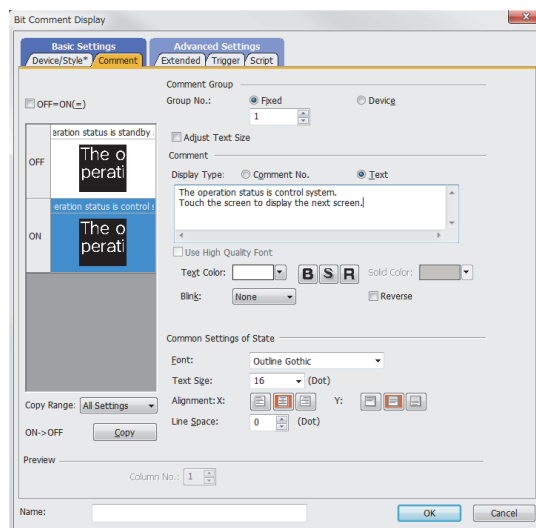 Bit Comment Display
Basic Settings
Advanced Settings
Device/Style*
Comment
Extended
Trigger
Script
OFF=ON(=)
eration status is standby
OFF
The o
perati
eration status is control s
ON
The o
perati
Copy Range: All Settings
ON->OFF
Copy
Comment Group
Group No.:
Fixed
Device
1
Adjust Text Size
Comment
Display Type:
Comment No.
Text
The operation status is control system.
Touch the screen to display the next screen.
Use High Quality Font
Text Color:
B S R
Solid Color:
Blink:
None
Reverse
Common Settings of State
Font:
Outline Gothic
Text Size:
16
(Dot)
Alignment: X:
Y:
Line Space:
0
(Dot)
Preview
Column No.: 1
Name:
OK
Cancel